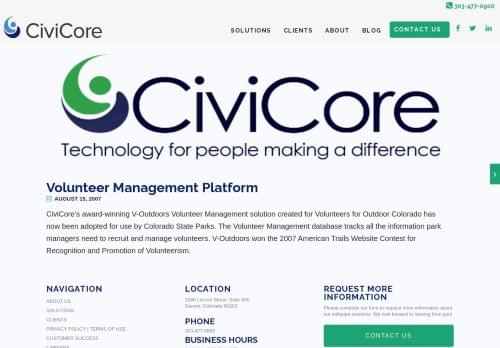 303-477-0900
CiviCore
SOLUTIONS CLIENTS ABOUT BLOG CONTACT US
CiviCore
Technology for people making a difference
Volunteer Management Platform
AUGUST 15, 2007
CiviCore's award-winning V-Outdoors Volunteer Management solution created for Volunteers for Outdoor Colorado has
now been adopted for use by Colorado State Parks. The Volunteer Management database tracks all the information park
managers need to recruit and manage volunteers. V-Outdoors won the 2007 American Trails Website Contest for
Recognition and Promotion of Volunteerism.
NAVIGATION
ABOUT US
SOLUTIONS
CLIENTS
PRIVACY POLICY | TERMS OF USE
CUSTOMER SUCCESS
CAREERS
LOCATION
1580 Lincoln Street, Suite 800
Denver, Colorado 80203
PHONE
303-477-0900
BUSINESS HOURS
REQUEST MORE
INFORMATION
Please complete our form to request more information about
our software solutions. We look forward to hearing from you!
CONTACT US